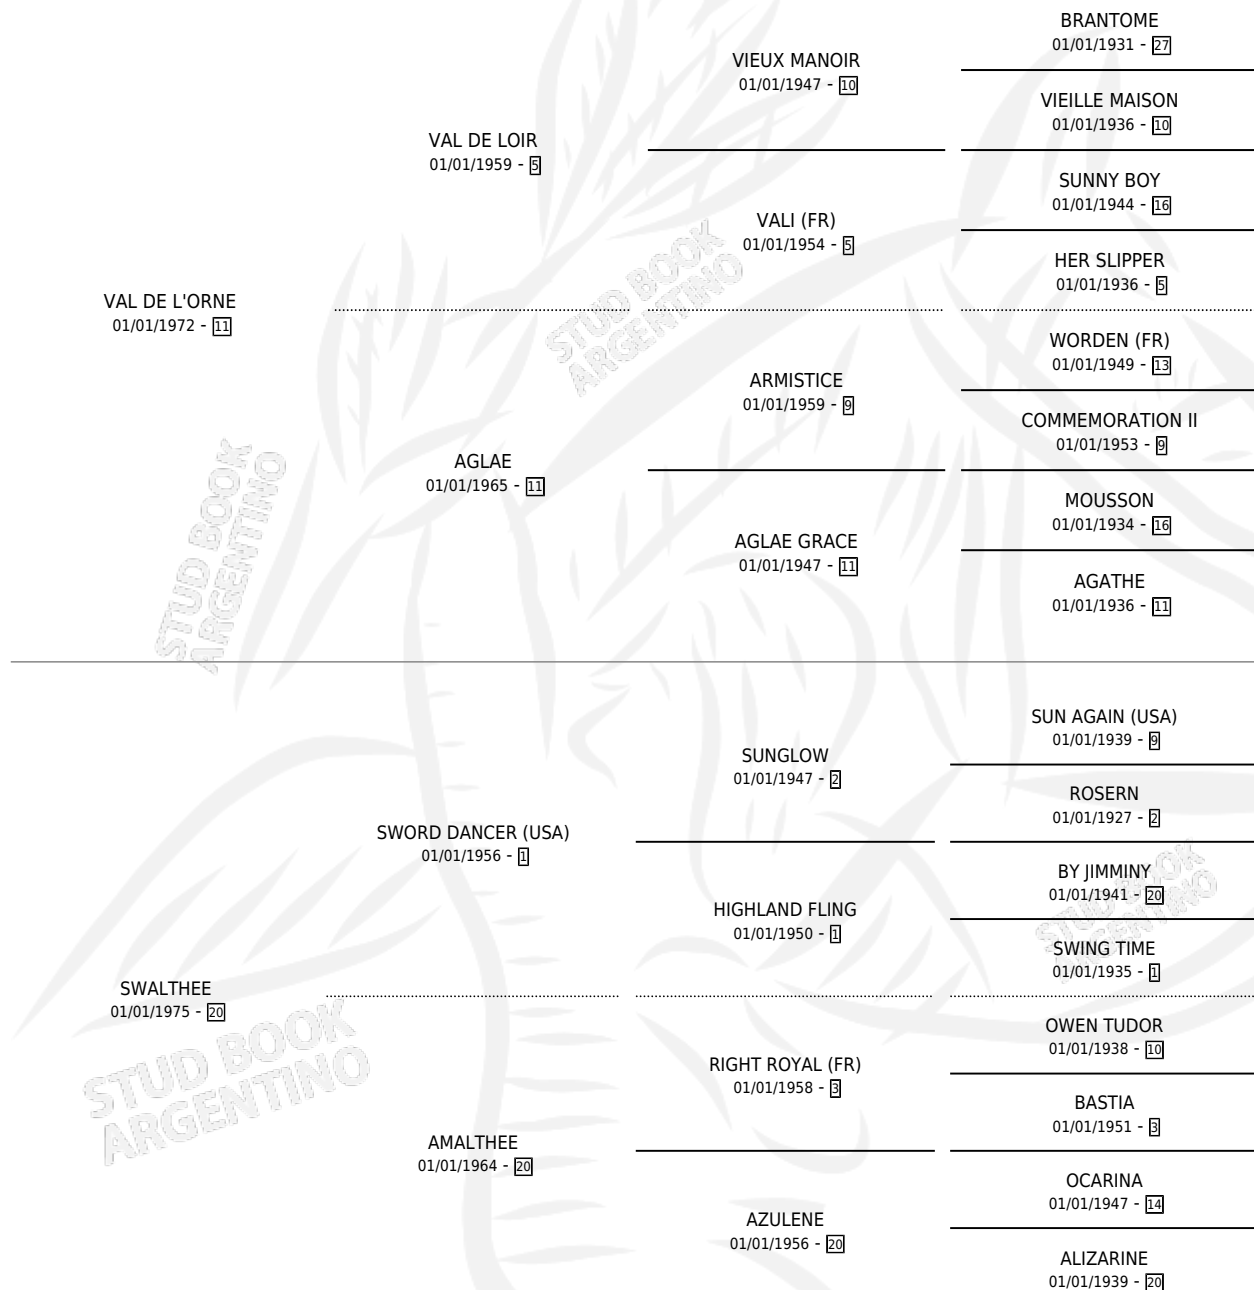 BRANTOME
01/01/1931 - 27
VIEUX MANOIR
01/01/1947 - 10
VIEILLE MAISON
01/01/1936 - 10
VAL DE LOIR
01/01/1959 - 5
SUNNY BOY
01/01/1944 - 16
VALI (FR)
01/01/1954 - 5
HER SLIPPER
01/01/1936 - 5
VAL DE L'ORNE
01/01/1972 - 11
WORDEN (FR)
01/01/1949 - 13
ARMISTICE
01/01/1959 - 9
COMMEMORATION II
01/01/1953 - 9
AGLAE
01/01/1965 - 11
MOUSSON
01/01/1934 - 16
AGLAE GRACE
01/01/1947 - 11
AGATHE
01/01/1936 - 11
STUD BOOK
ARGENTINO
STUD BOOK
ARGENTINO
SUN AGAIN (USA)
01/01/1939 - 9
SUNGLOW
01/01/1947 - 2
ROSERN
01/01/1927 - 2
SWORD DANCER (USA)
01/01/1956 - 1
BY JIMMINY
01/01/1941 - 20
HIGHLAND FLING
01/01/1950 - 1
SWING TIME
01/01/1935 - 1
STUD BOOK
ARGENTINO
SWALTHEE
01/01/1975 - 20
OWEN TUDOR
01/01/1938 - 10
RIGHT ROYAL (FR)
01/01/1958 - 3
BASTIA
01/01/1951 - 3
AMALTHEE
01/01/1964 - 20
OCARINA
01/01/1947 - 14
AZULENE
01/01/1956 - 20
ALIZARINE
01/01/1939 - 20
STUD BOOK
ARGENTINO